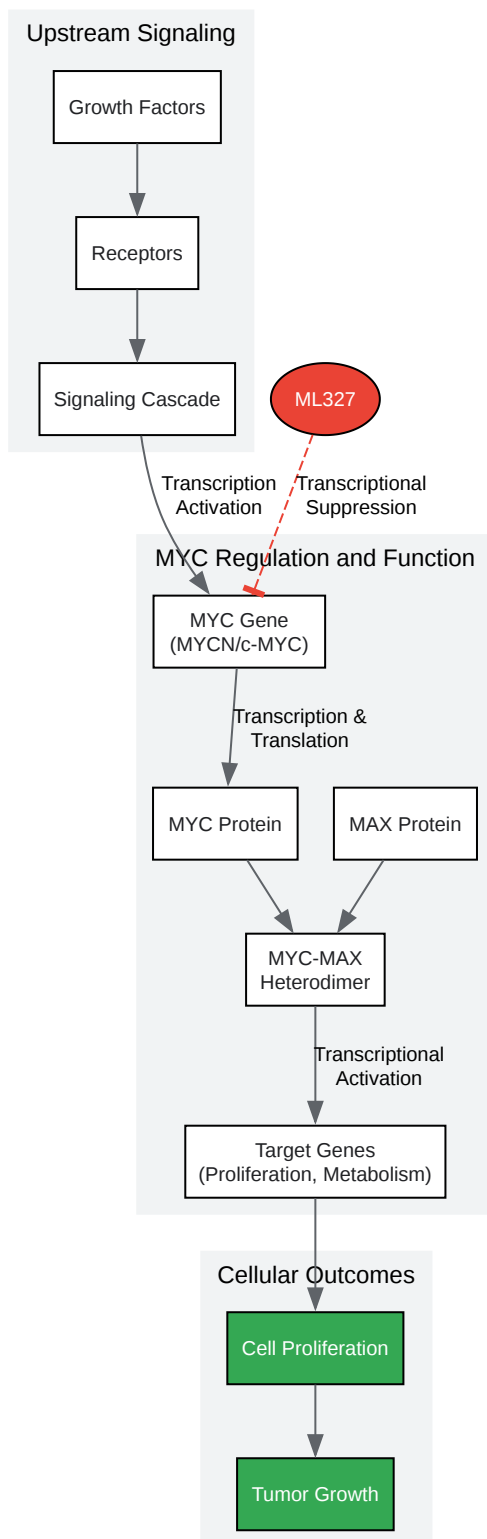 Upstream Signaling
Growth Factors
Receptors
Signaling Cascade
ML327
Transcription
Activation
Transcriptional
Suppression
MYC Regulation and Function
MYC Gene
(MYCN/c-MYC)
Transcription &
Translation
MYC Protein
MAX Protein
MYC-MAX
Heterodimer
Transcriptional
Activation
Target Genes
(Proliferation, Metabolism)
Cellular Outcomes
Cell Proliferation
Tumor Growth